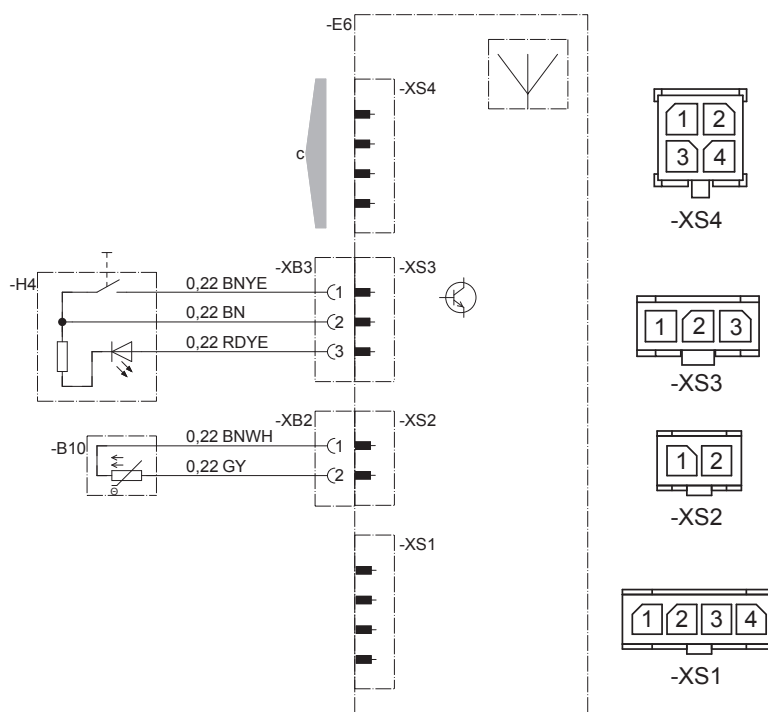 -E6
-XS4
c
-XB3
-XS3
-H4
0,22 BNYE
1
0,22 BN
2
0,22 RDYE
3
-XB2
-XS2
-B10
0,22 BNWH
1
0,22 GY
2
Θ
-XS1
1 2
3 4
-XS4
1 2 3
-XS3
1 2
-XS2
1 2 3 4
-XS1